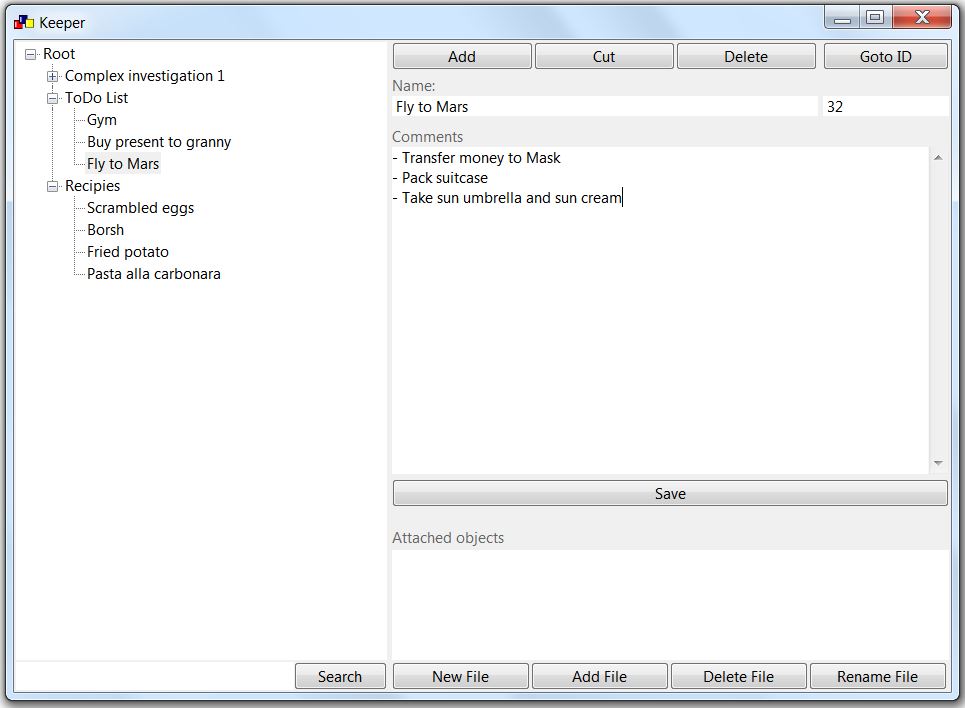 Keeper
Root
Complex investigation 1
ToDo List
Gym
Buy present to granny
Fly to Mars
Recipies
Scrambled eggs
Borsh
Fried potato
Pasta alla carbonara
Search
Add Cut Delete Goto ID
Name:
Fly to Mars 32
Comments
- Transfer money to Mask
- Pack suitcase
- Take sun umbrella and sun cream
Save
Attached objects
New File Add File Delete File Rename File